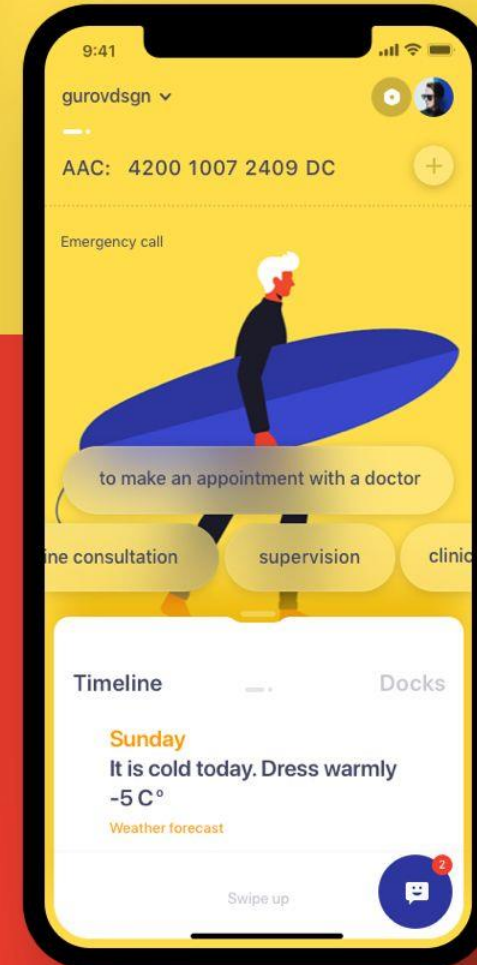 9:41
gurovdsgn
AAC: 4200 1007 2409 DC
Emergency call
to make an appointment with a doctor
ine consultation
supervision
clinic
Timeline
Docks
Sunday
It is cold today. Dress warmly
-5 C°
Weather forecast
2
Swipe up